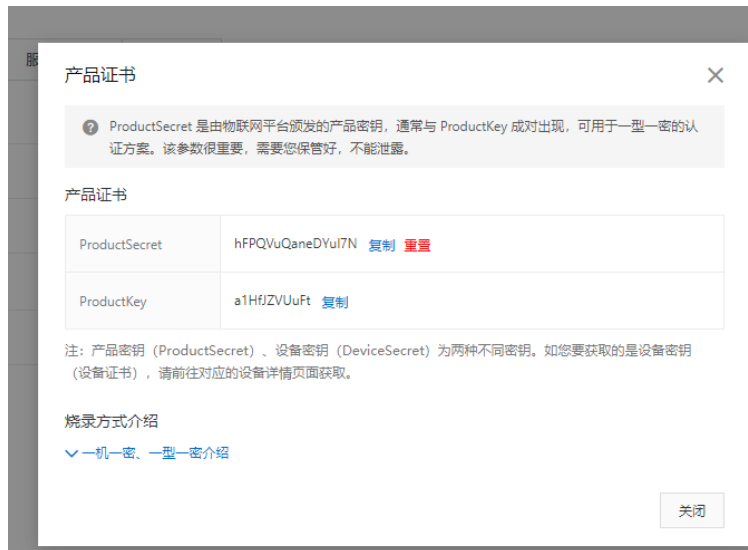 服
产品证书
ProductSecret 是由物联网平台颁发的产品密钥，通常与 ProductKey 成对出现，可用于一型一密的认
证方案。该参数很重要，需要您保管好，不能泄露。
产品证书
ProductSecret hFPQVuQaneDYul7N 复制 重置
ProductKey a1HfJZVUuFt 复制
注：产品密钥（ProductSecret）、设备密钥（DeviceSecret）为两种不同密钥。如您要获取的是设备密钥
（设备证书），请前往对应的设备详情页面获取。
烧录方式介绍
一机一密、一型一密介绍
关闭